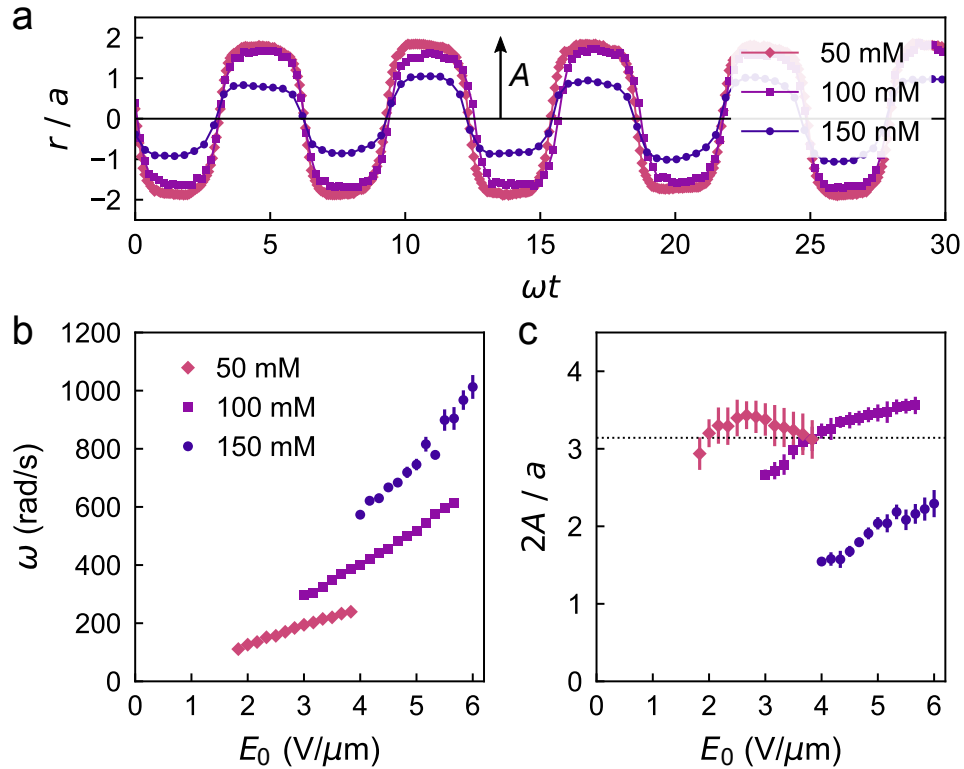 a
r / a
2
1
0
−1
−2
A
50 mM
100 mM
150 mM
0
5
10
15
20
25
30
ωt
b
ω (rad/s)
1200
1000
800
600
400
200
0
50 mM
100 mM
150 mM
0 1 2 3 4 5 6
E₀ (V/μm)
c
2A / a
4
3
2
1
0
0 1 2 3 4 5 6
E₀ (V/μm)